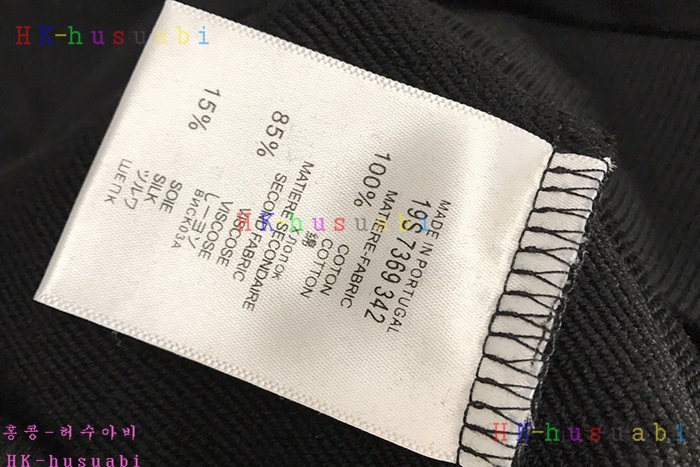 HK-husuabi
MADE IN PORTUGAL
19S 7369 342
MATIERE-FABRIC
100% COTON
COTTON
綿
хлопок
MATIERE SECONDAIRE
SECOND FABRIC
85% VISCOSE
VISCOSE
レーヨン
ВИСКОЗА
15% SOIE
SILK
シルク
ШЕЛК
HK-husuabi
홍콩-허수아비
HK-husuabi
HK-husuabi